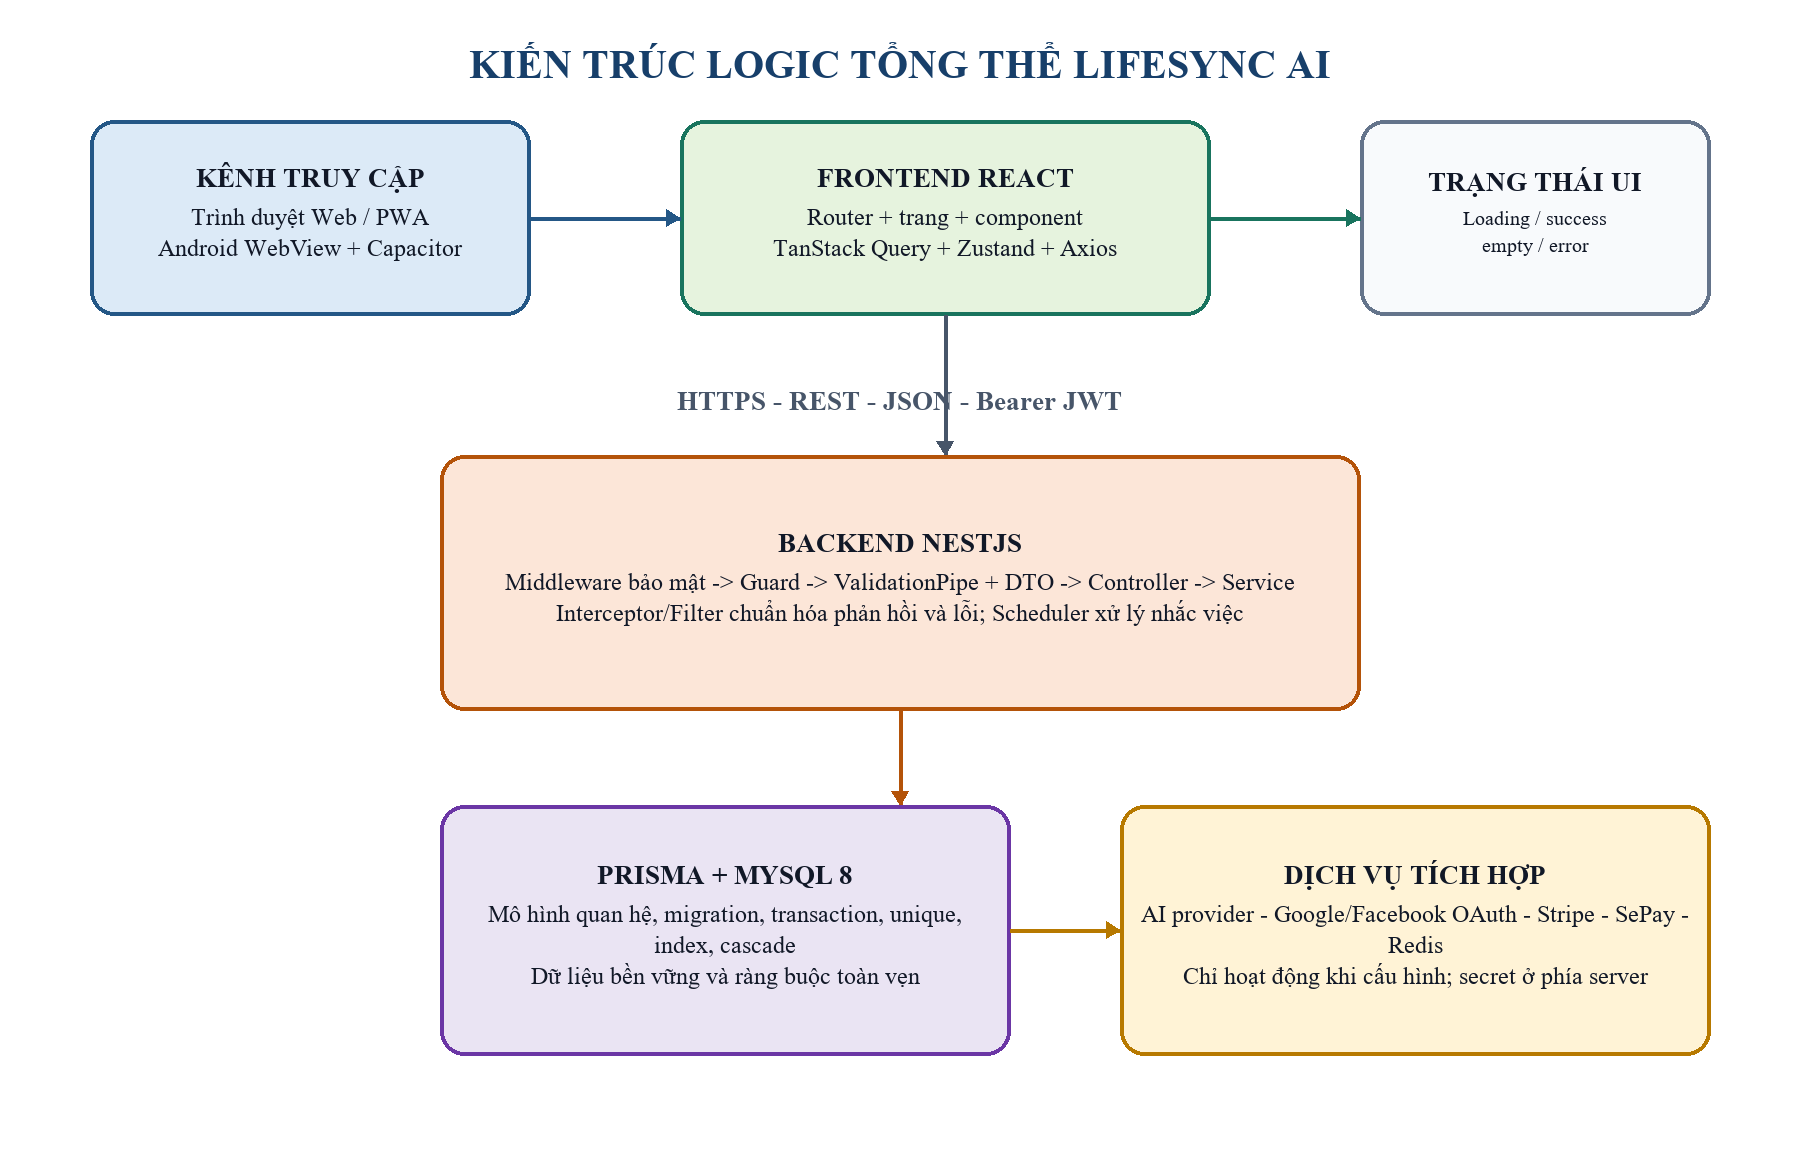 KIẾN TRÚC LOGIC TỔNG THỂ LIFESYNC AI
KÊNH TRUY CẬP
Trình duyệt Web / PWA
Android WebView + Capacitor
FRONTEND REACT
Router + trang + component
TanStack Query + Zustand + Axios
TRẠNG THÁI UI
Loading / success
empty / error
HTTPS - REST - JSON - Bearer JWT
BACKEND NESTJS
Middleware bảo mật -> Guard -> ValidationPipe + DTO -> Controller -> Service
Interceptor/Filter chuẩn hóa phản hồi và lỗi; Scheduler xử lý nhắc việc
PRISMA + MYSQL 8
Mô hình quan hệ, migration, transaction, unique,
index, cascade
Dữ liệu bền vững và ràng buộc toàn vẹn
DỊCH VỤ TÍCH HỢP
AI provider - Google/Facebook OAuth - Stripe - SePay -
Redis
Chỉ hoạt động khi cấu hình; secret ở phía server